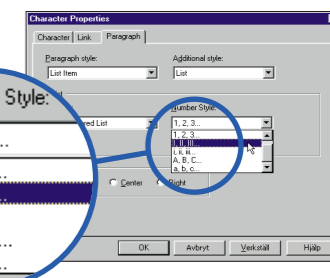 Character Properties
Character Link Paragraph
Paragraph style: Additional style:
List Item List
Style: Number Style:
red List 1, 2, 3...
1, 2, 3...
I, II, III...
i, ii, iii...
A, B, C...
a, b, c...
Center Right
OK Avbryt Verkställ Hjälp